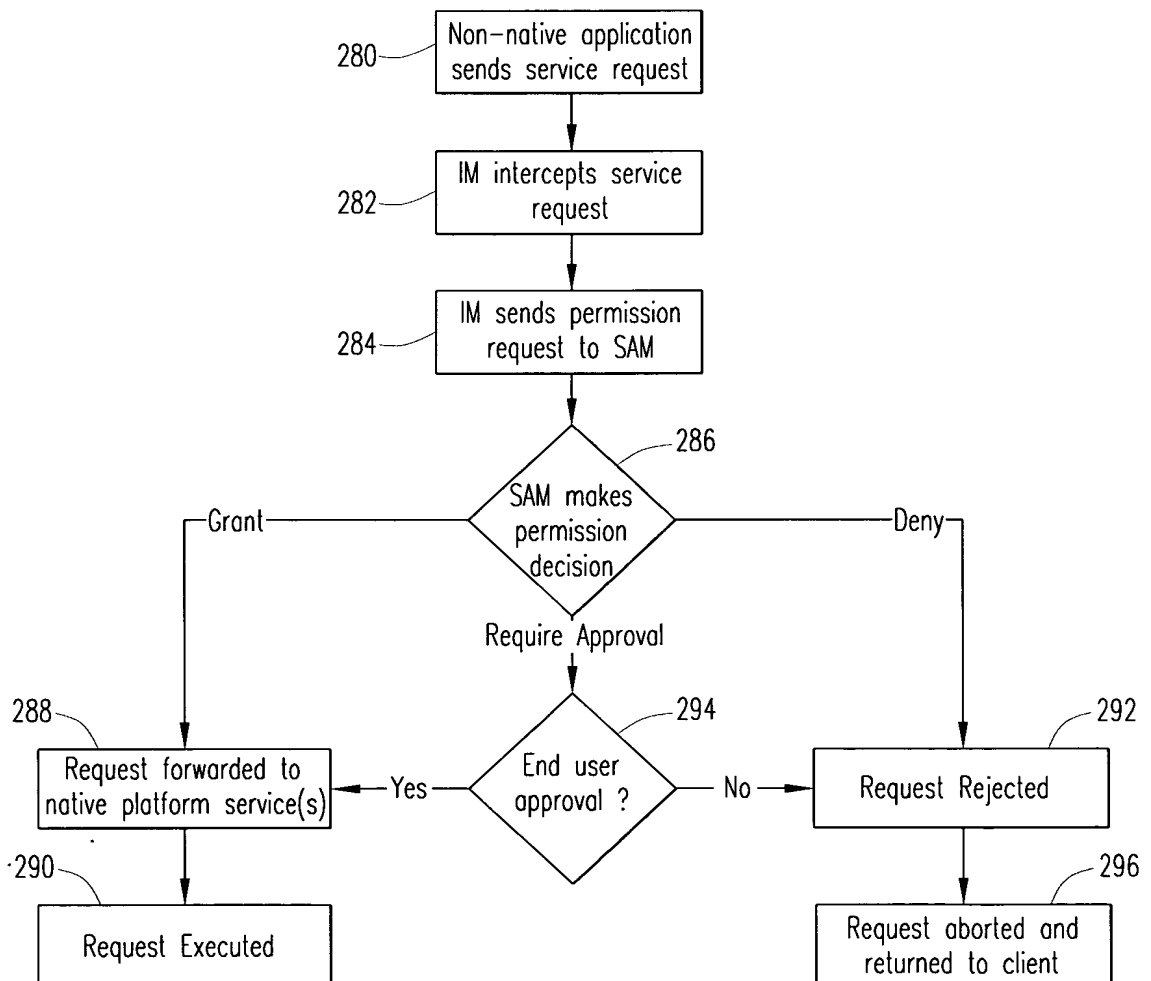 280
Non-native application
sends service request
282
IM intercepts service
request
284
IM sends permission
request to SAM
286
SAM makes
permission
decision
Grant
Deny
Require Approval
288
294
292
Request forwarded to
native platform service(s)
Yes
End user
approval ?
No
Request Rejected
290
296
Request Executed
Request aborted and
returned to client